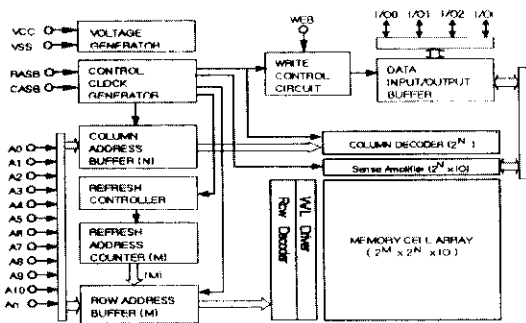 VCC
VSS
VOLTAGE
GENERATOR
WEB
I/O0 I/O1 I/O2 I/Oi
RASB
CASB
CONTROL
CLOCK
GENERATOR
WRITE
CONTROL
CIRCUIT
DATA
INPUT/OUTPUT
BUFFER
COLUMN
ADDRESS
BUFFER (N)
COLUMN DECODER (2^N)
Sense Amplifier (2^N x IO)
A0
A1
A2
A3
A4
A5
A6
A7
A8
A9
A10
An
REFRESH
CONTROLLER
REFRESH
ADDRESS
COUNTER (M)
(M)
ROW ADDRESS
BUFFER (M)
Row Decoder
W/L Driver
MEMORY CELL ARRAY
(2^M x 2^N x IO)